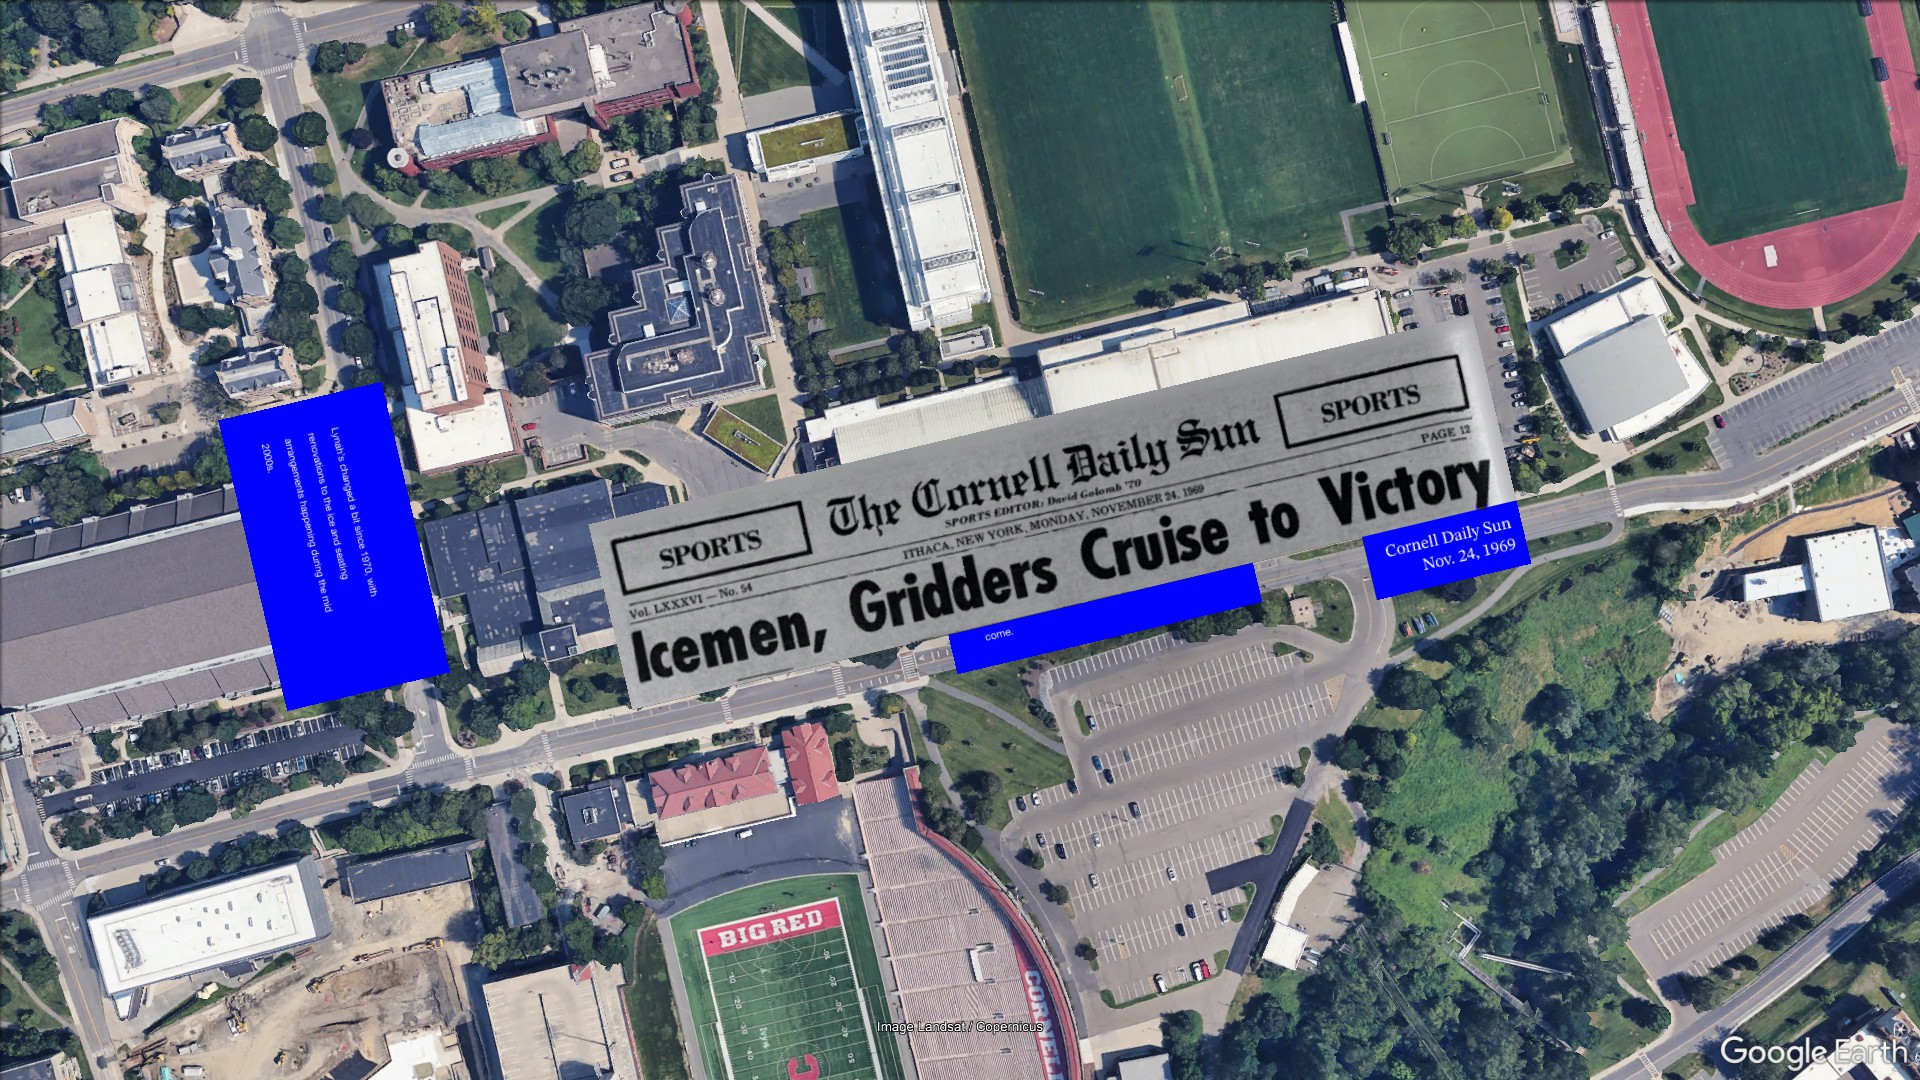 Lynah's changed a bit since 1970, with
renovations to the ice and seating
arrangements happening during the mid
2000s.
SPORTS
The Cornell Daily Sun
SPORTS
SPORTS EDITOR: David Golomb '70
Vol. LXXXVI — No. 54
ITHACA, NEW YORK, MONDAY, NOVEMBER 24, 1969
PAGE 12
Icemen, Gridders Cruise to Victory
Cornell Daily Sun
Nov. 24, 1969
come.
BIG RED
CORNELL
C
Image Landsat / Copernicus
Google Earth